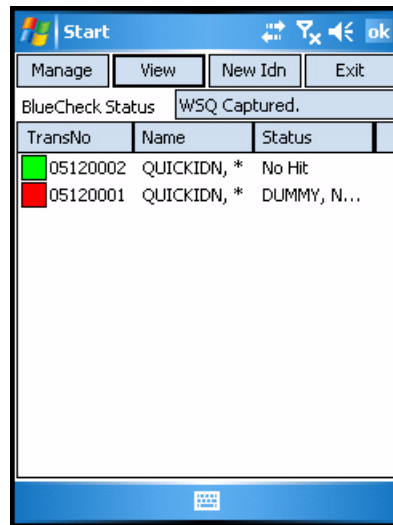 Start ok
Manage View New Idn Exit
BlueCheck Status WSQ Captured.
TransNo Name Status
05120002 QUICKIDN, * No Hit
05120001 QUICKIDN, * DUMMY, N...